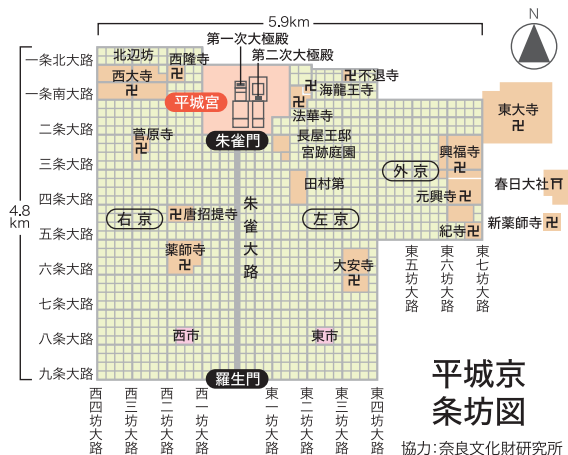 5.9km
N
第一次大極殿
第二次大極殿
北辺坊
西隆寺
一条北大路
西大寺
不退寺
海龍王寺
一条南大路
平城宮
法華寺
東大寺
二条大路
菅原寺
朱雀門
長屋王邸
宮跡庭園
興福寺
三条大路
外京
田村第
春日大社
四条大路
元興寺
4.8
km
右京
唐招提寺
朱雀大路
左京
新薬師寺
五条大路
紀寺
薬師寺
大安寺
六条大路
東五坊大路
東六坊大路
東七坊大路
七条大路
八条大路
西市
東市
九条大路
羅生門
平城京
条坊図
西四坊大路
西三坊大路
西二坊大路
西一坊大路
東一坊大路
東二坊大路
東三坊大路
東四坊大路
協力:奈良文化財研究所